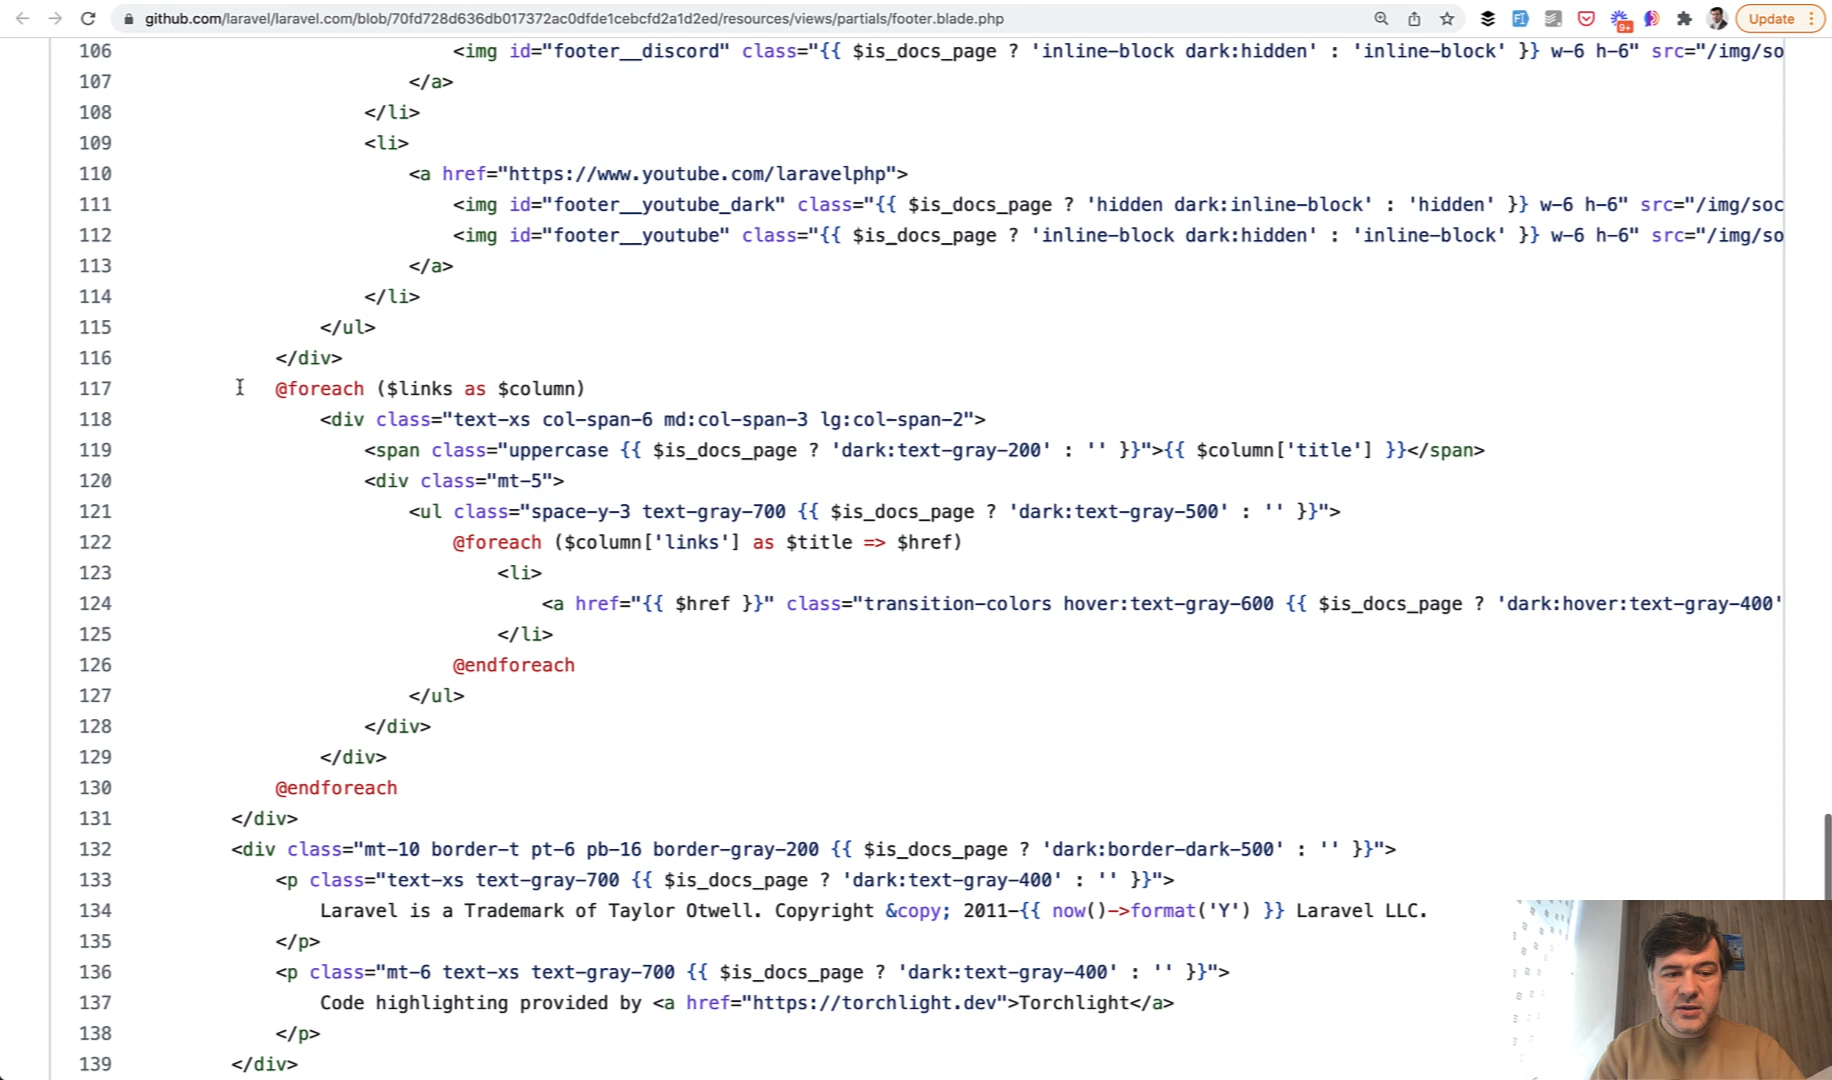 github.com/laravel/laravel.com/blob/70fd728d636db017372ac0dfde1cebcfd2a1d2ed/resources/views/partials/footer.blade.php
9+
Update
106 <img id="footer__discord" class="{{ $is_docs_page ? 'inline-block dark:hidden' : 'inline-block' }} w-6 h-6" src="/img/so
107 </a>
108 </li>
109 <li>
110 <a href="https://www.youtube.com/laravelphp">
111 <img id="footer__youtube_dark" class="{{ $is_docs_page ? 'hidden dark:inline-block' : 'hidden' }} w-6 h-6" src="/img/soc
112 <img id="footer__youtube" class="{{ $is_docs_page ? 'inline-block dark:hidden' : 'inline-block' }} w-6 h-6" src="/img/so
113 </a>
114 </li>
115 </ul>
116 </div>
117 @foreach ($links as $column)
118 <div class="text-xs col-span-6 md:col-span-3 lg:col-span-2">
119 <span class="uppercase {{ $is_docs_page ? 'dark:text-gray-200' : '' }}">{{ $column['title'] }}</span>
120 <div class="mt-5">
121 <ul class="space-y-3 text-gray-700 {{ $is_docs_page ? 'dark:text-gray-500' : '' }}">
122 @foreach ($column['links'] as $title => $href)
123 <li>
124 <a href="{{ $href }}" class="transition-colors hover:text-gray-600 {{ $is_docs_page ? 'dark:hover:text-gray-400'
125 </li>
126 @endforeach
127 </ul>
128 </div>
129 </div>
130 @endforeach
131 </div>
132 <div class="mt-10 border-t pt-6 pb-16 border-gray-200 {{ $is_docs_page ? 'dark:border-dark-500' : '' }}">
133 <p class="text-xs text-gray-700 {{ $is_docs_page ? 'dark:text-gray-400' : '' }}">
134 Laravel is a Trademark of Taylor Otwell. Copyright &copy; 2011-{{ now()->format('Y') }} Laravel LLC.
135 </p>
136 <p class="mt-6 text-xs text-gray-700 {{ $is_docs_page ? 'dark:text-gray-400' : '' }}">
137 Code highlighting provided by <a href="https://torchlight.dev">Torchlight</a>
138 </p>
139 </div>